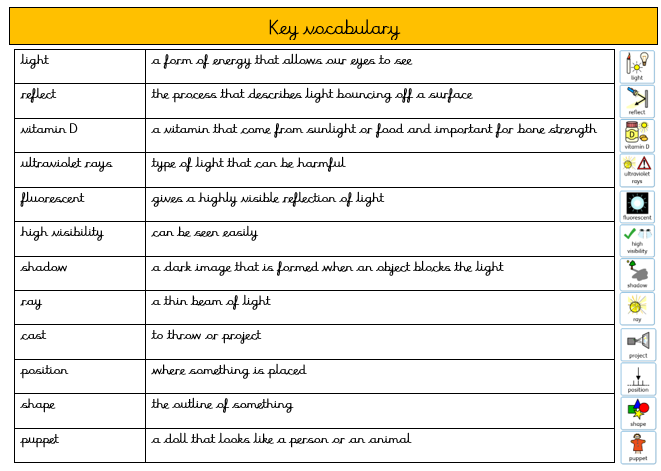 Key vocabulary
light a form of energy that allows our eyes to see
reflect the process that describes light bouncing off a surface
vitamin D a vitamin that come from sunlight or food and important for bone strength
ultraviolet rays type of light that can be harmful
fluorescent gives a highly visible reflection of light
high visibility can be seen easily
shadow a dark image that is formed when an object blocks the light
ray a thin beam of light
cast to throw or project
position where something is placed
shape the outline of something
puppet a doll that looks like a person or an animal
light
reflect
vitamin D
ultraviolet
rays
fluorescent
high
visibility
shadow
ray
project
position
shape
puppet